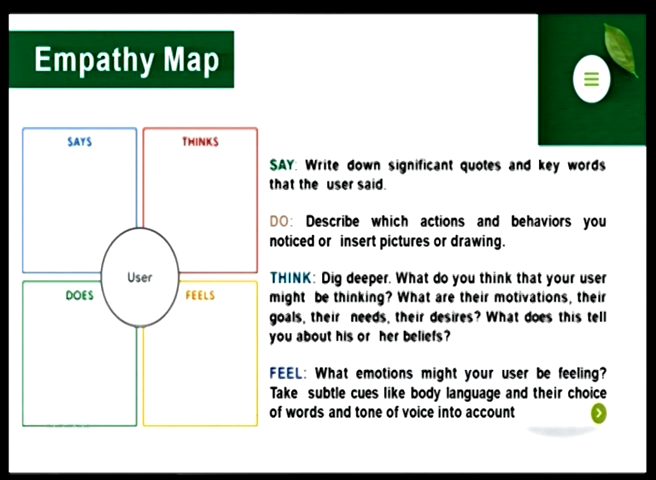 Empathy Map
SAYS
THINKS
User
DOES
FEELS
SAY: Write down significant quotes and key words
that the user said.
DO: Describe which actions and behaviors you
noticed or insert pictures or drawing.
THINK: Dig deeper. What do you think that your user
might be thinking? What are their motivations, their
goals, their needs, their desires? What does this tell
you about his or her beliefs?
FEEL: What emotions might your user be feeling?
Take subtle cues like body language and their choice
of words and tone of voice into account